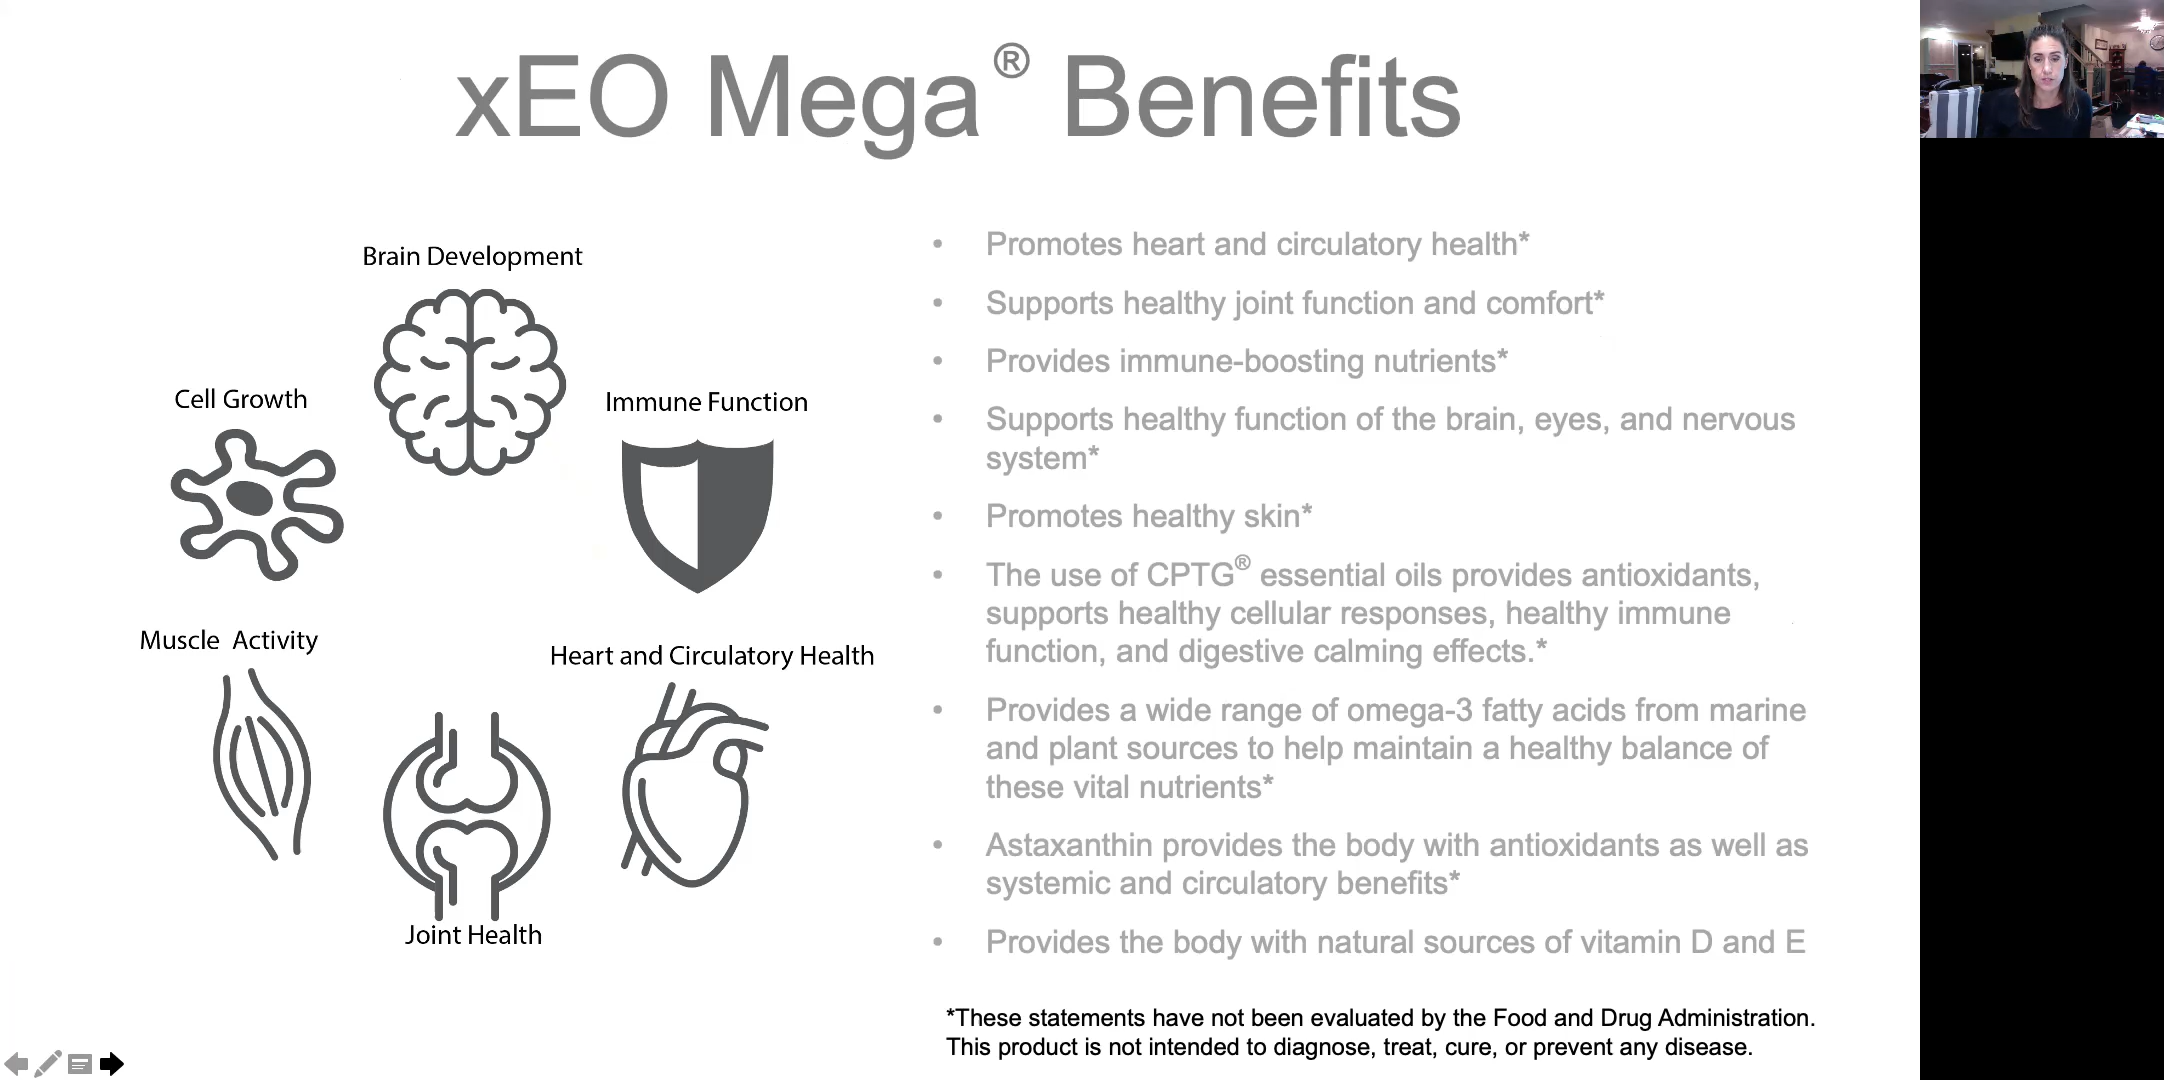 xEO Mega® Benefits
Brain Development
Cell Growth
Immune Function
Muscle Activity
Heart and Circulatory Health
Joint Health
• Promotes heart and circulatory health*
• Supports healthy joint function and comfort*
• Provides immune-boosting nutrients*
• Supports healthy function of the brain, eyes, and nervous
system*
• Promotes healthy skin*
• The use of CPTG® essential oils provides antioxidants,
supports healthy cellular responses, healthy immune
function, and digestive calming effects.*
• Provides a wide range of omega-3 fatty acids from marine
and plant sources to help maintain a healthy balance of
these vital nutrients*
• Astaxanthin provides the body with antioxidants as well as
systemic and circulatory benefits*
• Provides the body with natural sources of vitamin D and E
*These statements have not been evaluated by the Food and Drug Administration.
This product is not intended to diagnose, treat, cure, or prevent any disease.